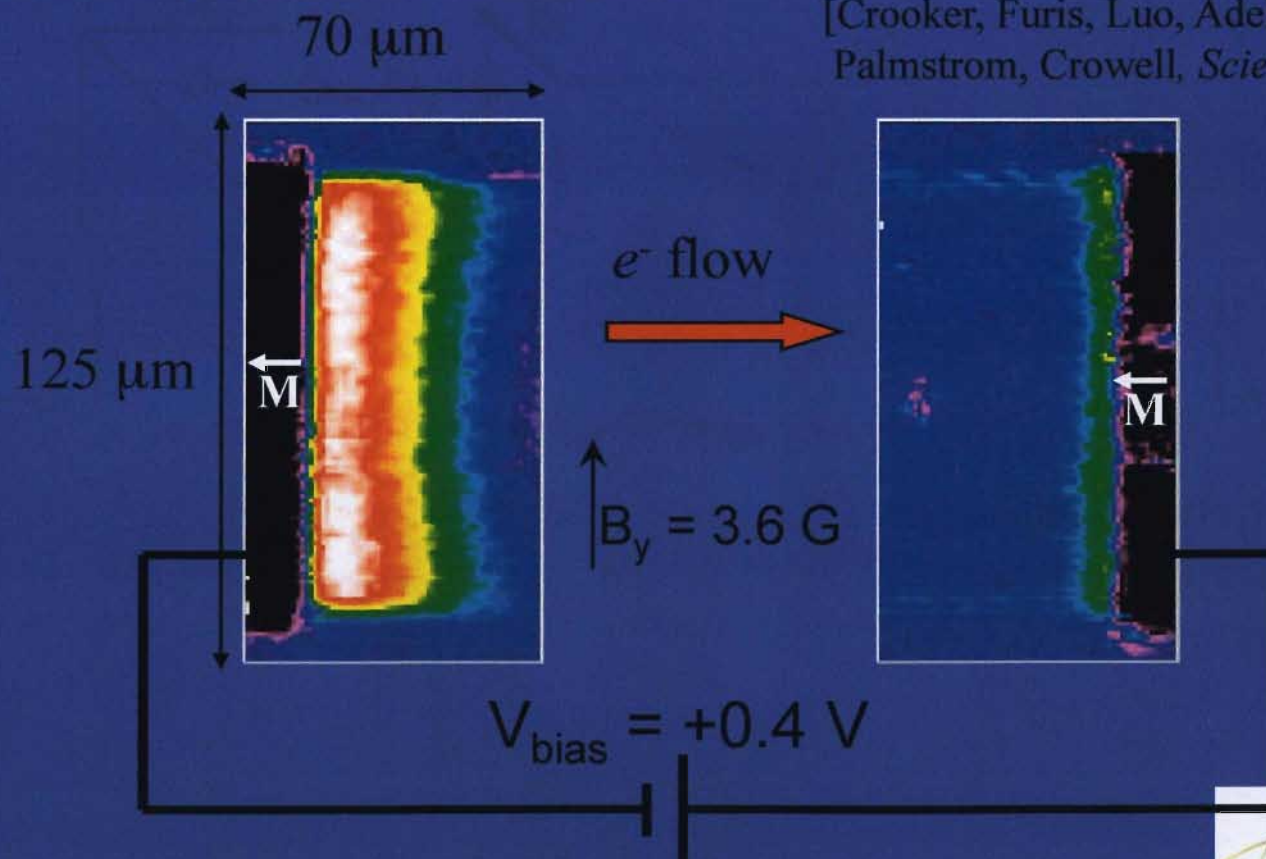 70 μm
[Crooker, Furis, Luo, Ade
Palmstrom, Crowell, Scie
e⁻ flow
125 μm
M
M
B_y = 3.6 G
V_bias = +0.4 V